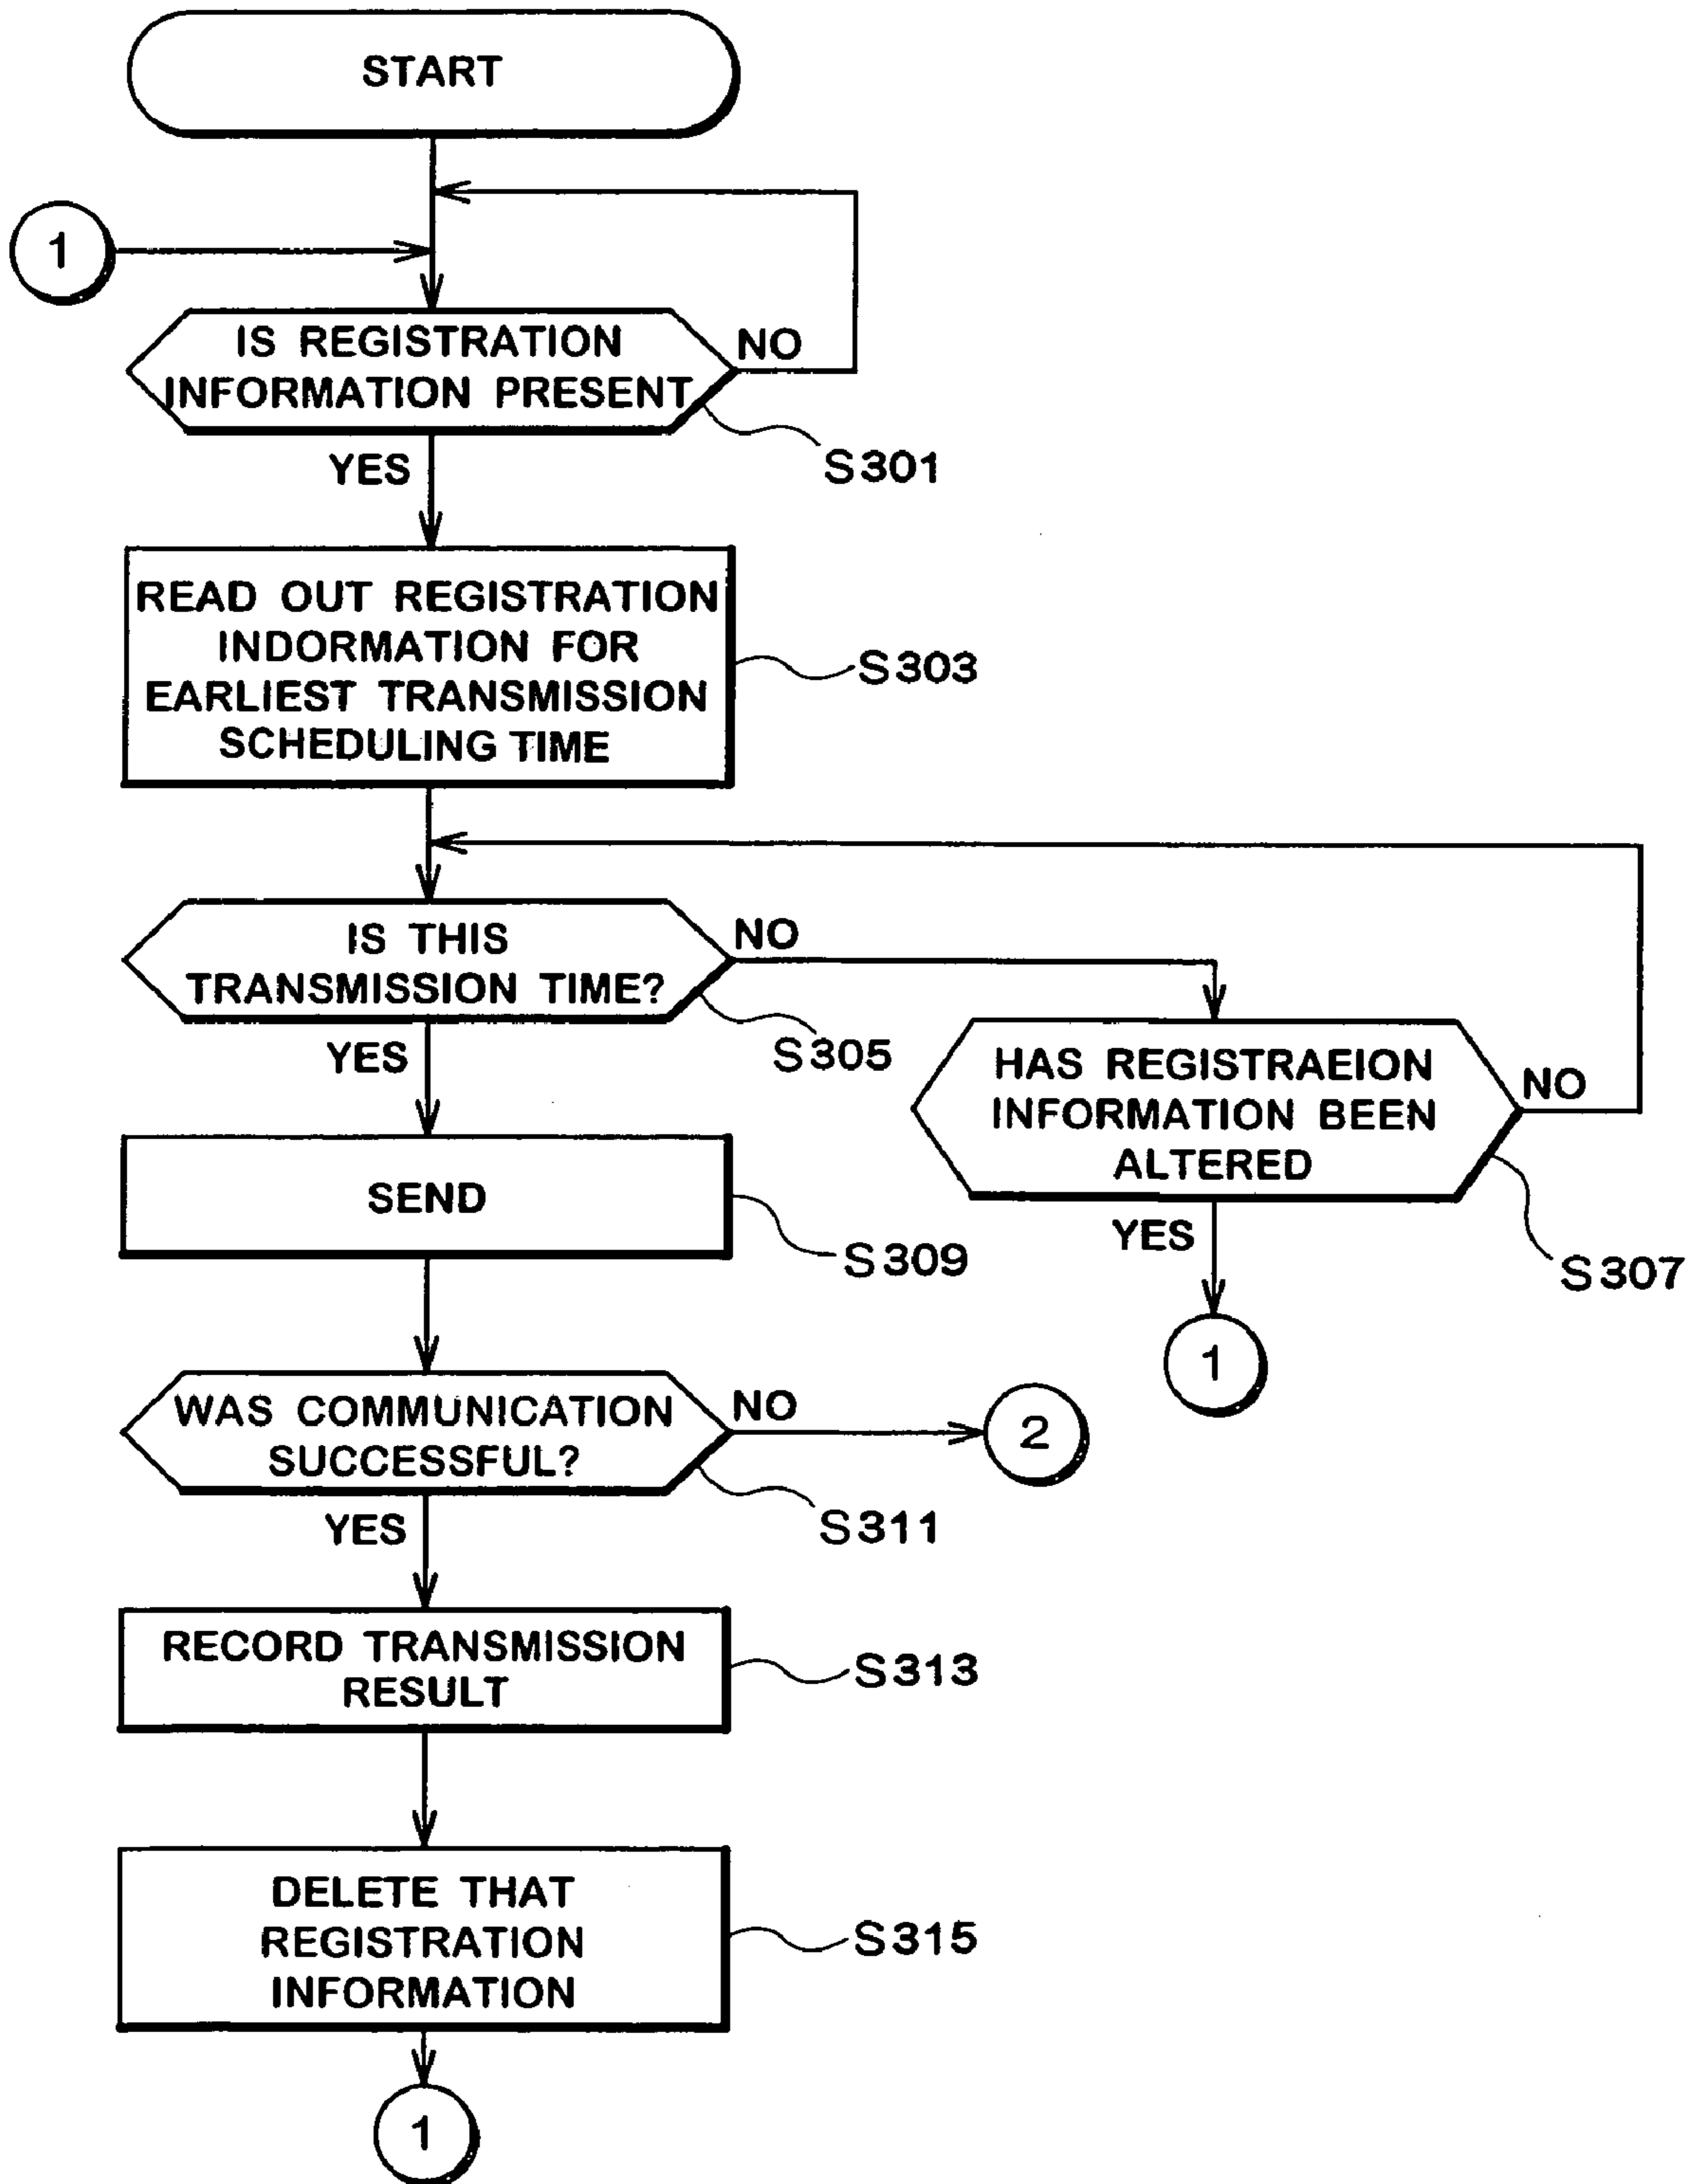 START
1
IS REGISTRATION
INFORMATION PRESENT
NO
S301
YES
READ OUT REGISTRATION
INDORMATION FOR
EARLIEST TRANSMISSION
SCHEDULING TIME
S303
IS THIS
TRANSMISSION TIME?
NO
S305
YES
HAS REGISTRAEION
INFORMATION BEEN
ALTERED
NO
S307
YES
1
SEND
S309
WAS COMMUNICATION
SUCCESSFUL?
NO
2
S311
YES
RECORD TRANSMISSION
RESULT
S313
DELETE THAT
REGISTRATION
INFORMATION
S315
1